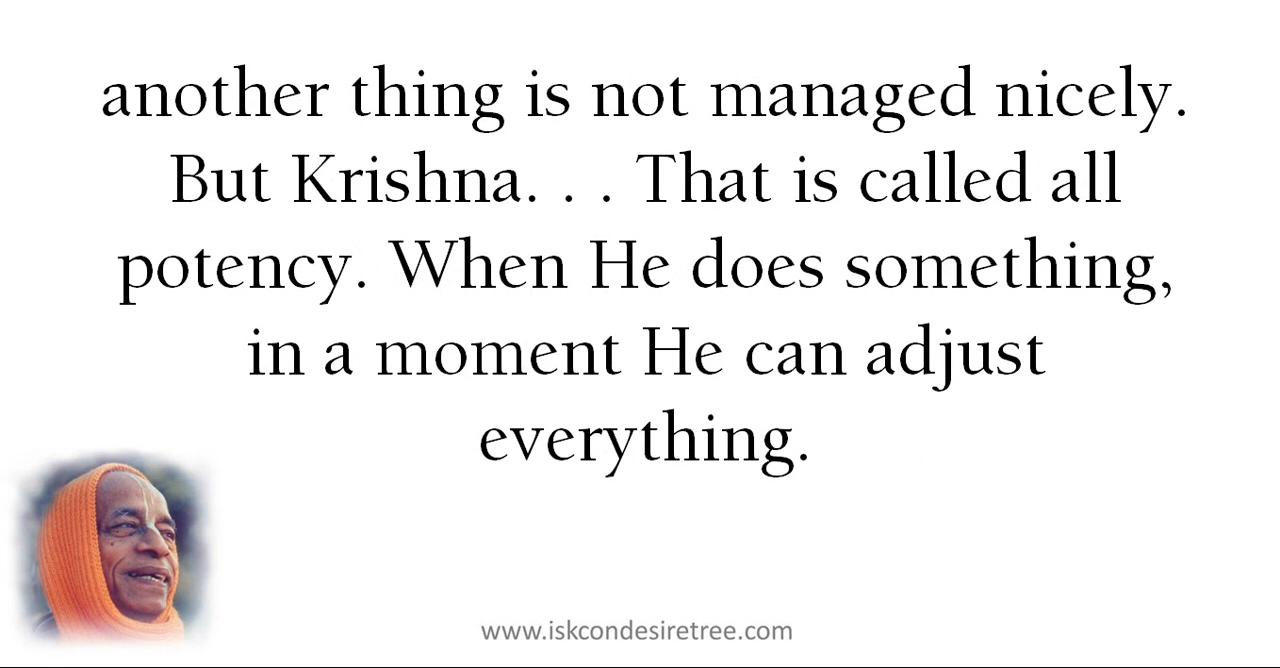 another thing is not managed nicely.
But Krishna. . . That is called all
potency. When He does something,
in a moment He can adjust
everything.
www.iskcondesiretree.com